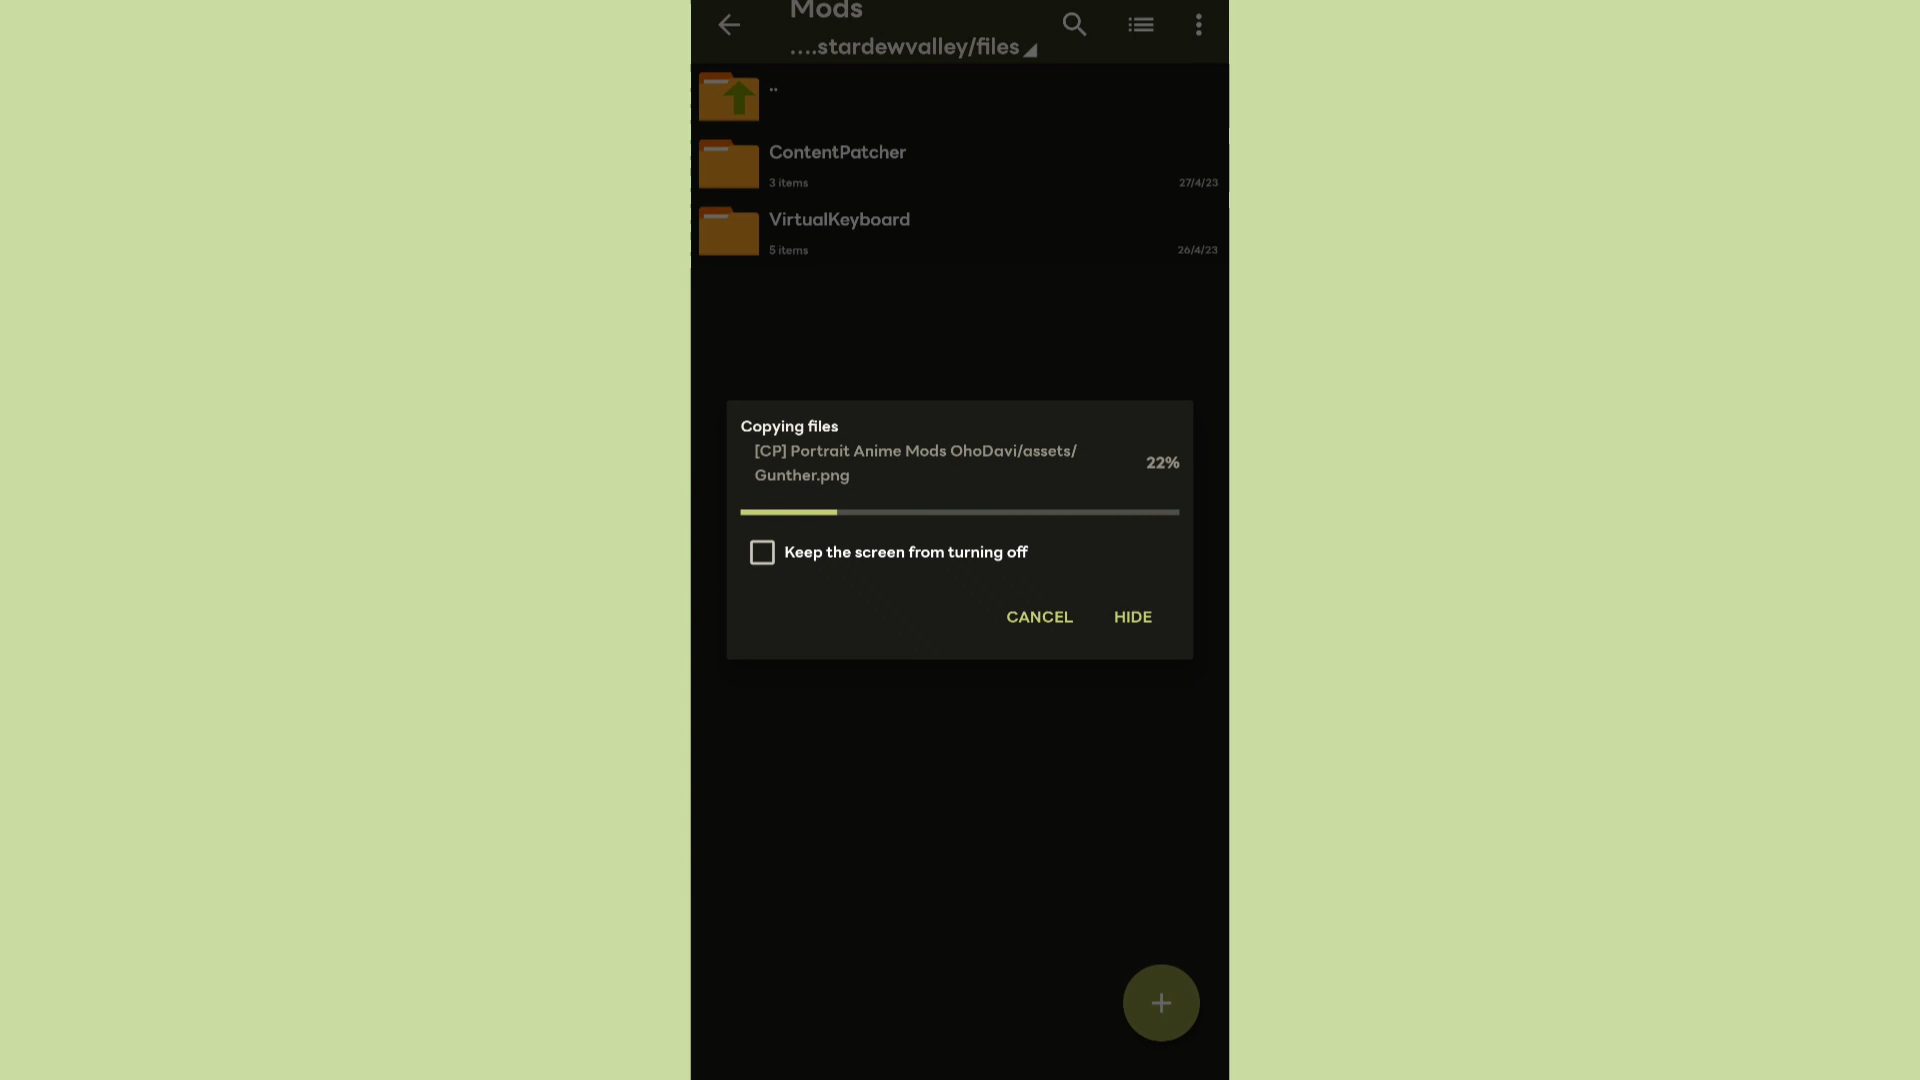 Mods
....stardewvalley/files
..
ContentPatcher
3 items
27/4/23
VirtualKeyboard
5 items
26/4/23
Copying files
[CP] Portrait Anime Mods OhoDavi/assets/
Gunther.png
22%
Keep the screen from turning off
CANCEL
HIDE